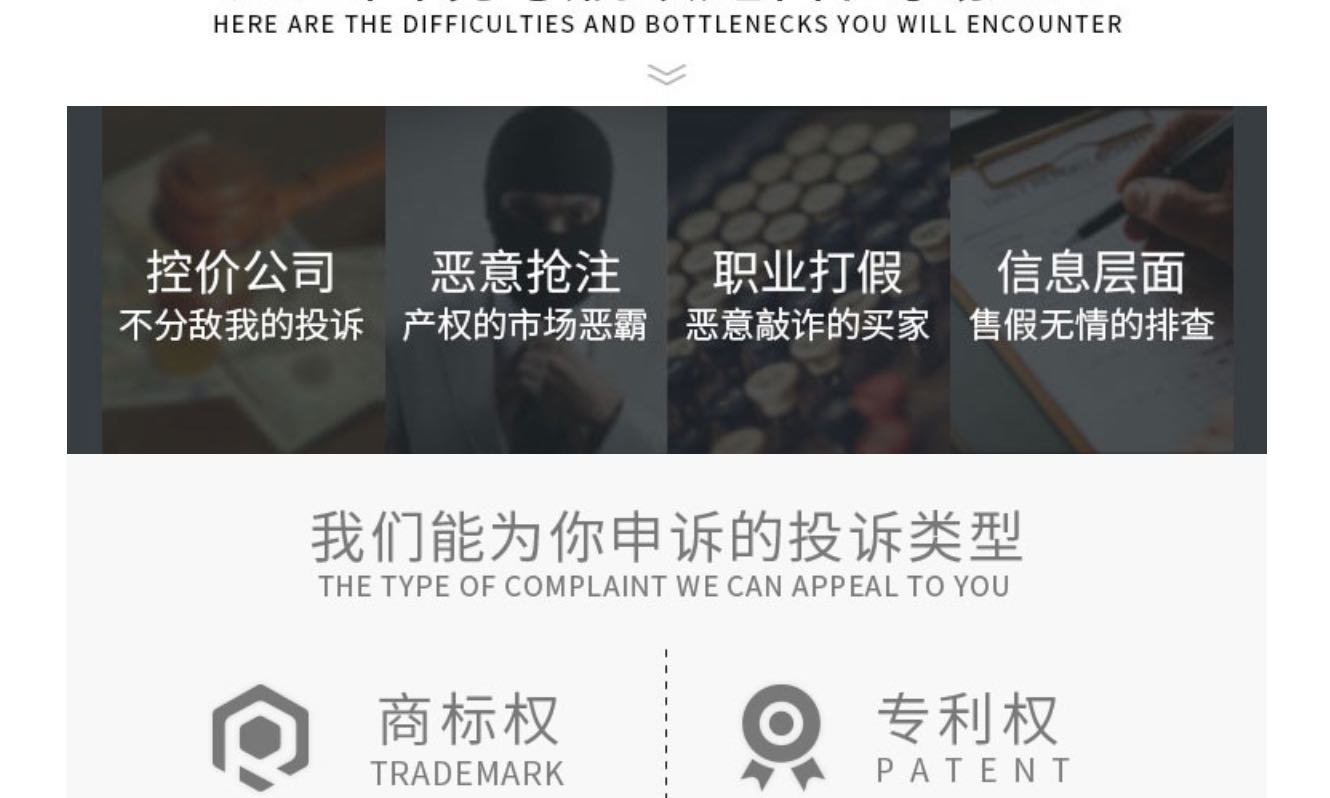 HERE ARE THE DIFFICULTIES AND BOTTLENECKS YOU WILL ENCOUNTER
控价公司
不分敌我的投诉
恶意抢注
产权的市场恶霸
职业打假
恶意敲诈的买家
信息层面
售假无情的排查
我们能为你申诉的投诉类型
THE TYPE OF COMPLAINT WE CAN APPEAL TO YOU
商标权
TRADEMARK
专利权
PATENT